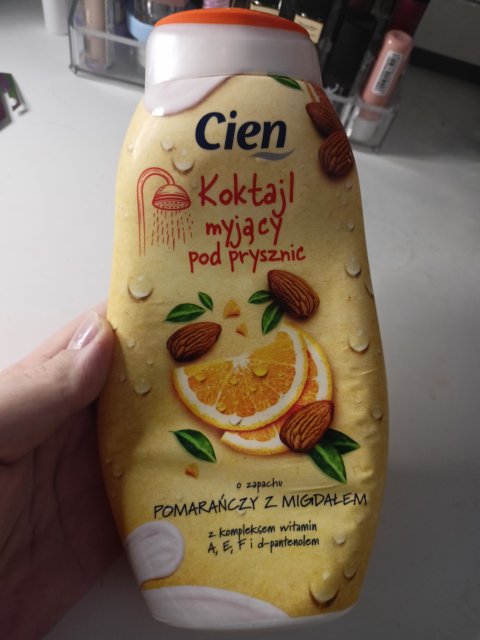 Cien
Koktajl
myjący
pod prysznic
o zapachu
POMARAŃCZY Z MIGDAŁEM
z kompleksem witamin
A, E, F i d-pantenolem